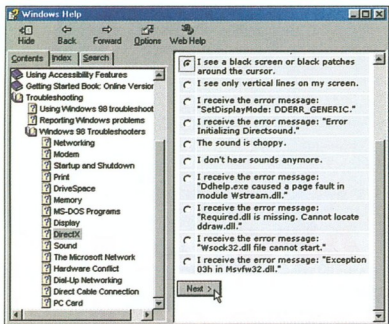 Windows Help
Hide Back Forward Options Web Help
Contents Index Search
Using Accessibility Features
Getting Started Book: Online Version
Troubleshooting
Using Windows 98 troubleshoot
Reporting Windows problems
Windows 98 Troubleshooters
Networking
Modem
Startup and Shutdown
Print
DriveSpace
Memory
MS-DOS Programs
Display
DirectX
Sound
The Microsoft Network
Hardware Conflict
Dial-Up Networking
Direct Cable Connection
PC Card
I see a black screen or black patches
around the cursor.
I see only vertical lines on my screen.
I receive the error message:
"SetDisplayMode: DDERR_GENERIC."
I receive the error message: "Error
Initializing Directsound."
The sound is choppy.
I don't hear sounds anymore.
I receive the error message:
"Ddhelp.exe caused a page fault in
module Wstream.dll."
I receive the error message:
"Required.dll is missing. Cannot locate
ddraw.dll."
I receive the error message:
"Wsock32.dll file cannot start."
I receive the error message: "Exception
03h in Msvfw32.dll."
Next >